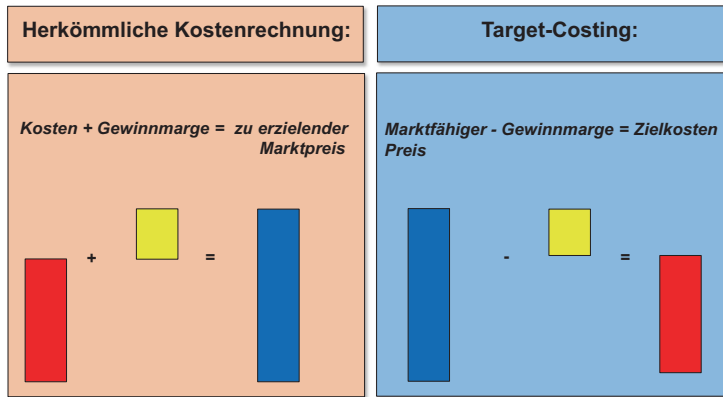 Herkömmliche Kostenrechnung:
Target-Costing:
Kosten + Gewinnmarge = zu erzielender
Marktpreis
Marktfähiger - Gewinnmarge = Zielkosten
Preis
+ =
- =